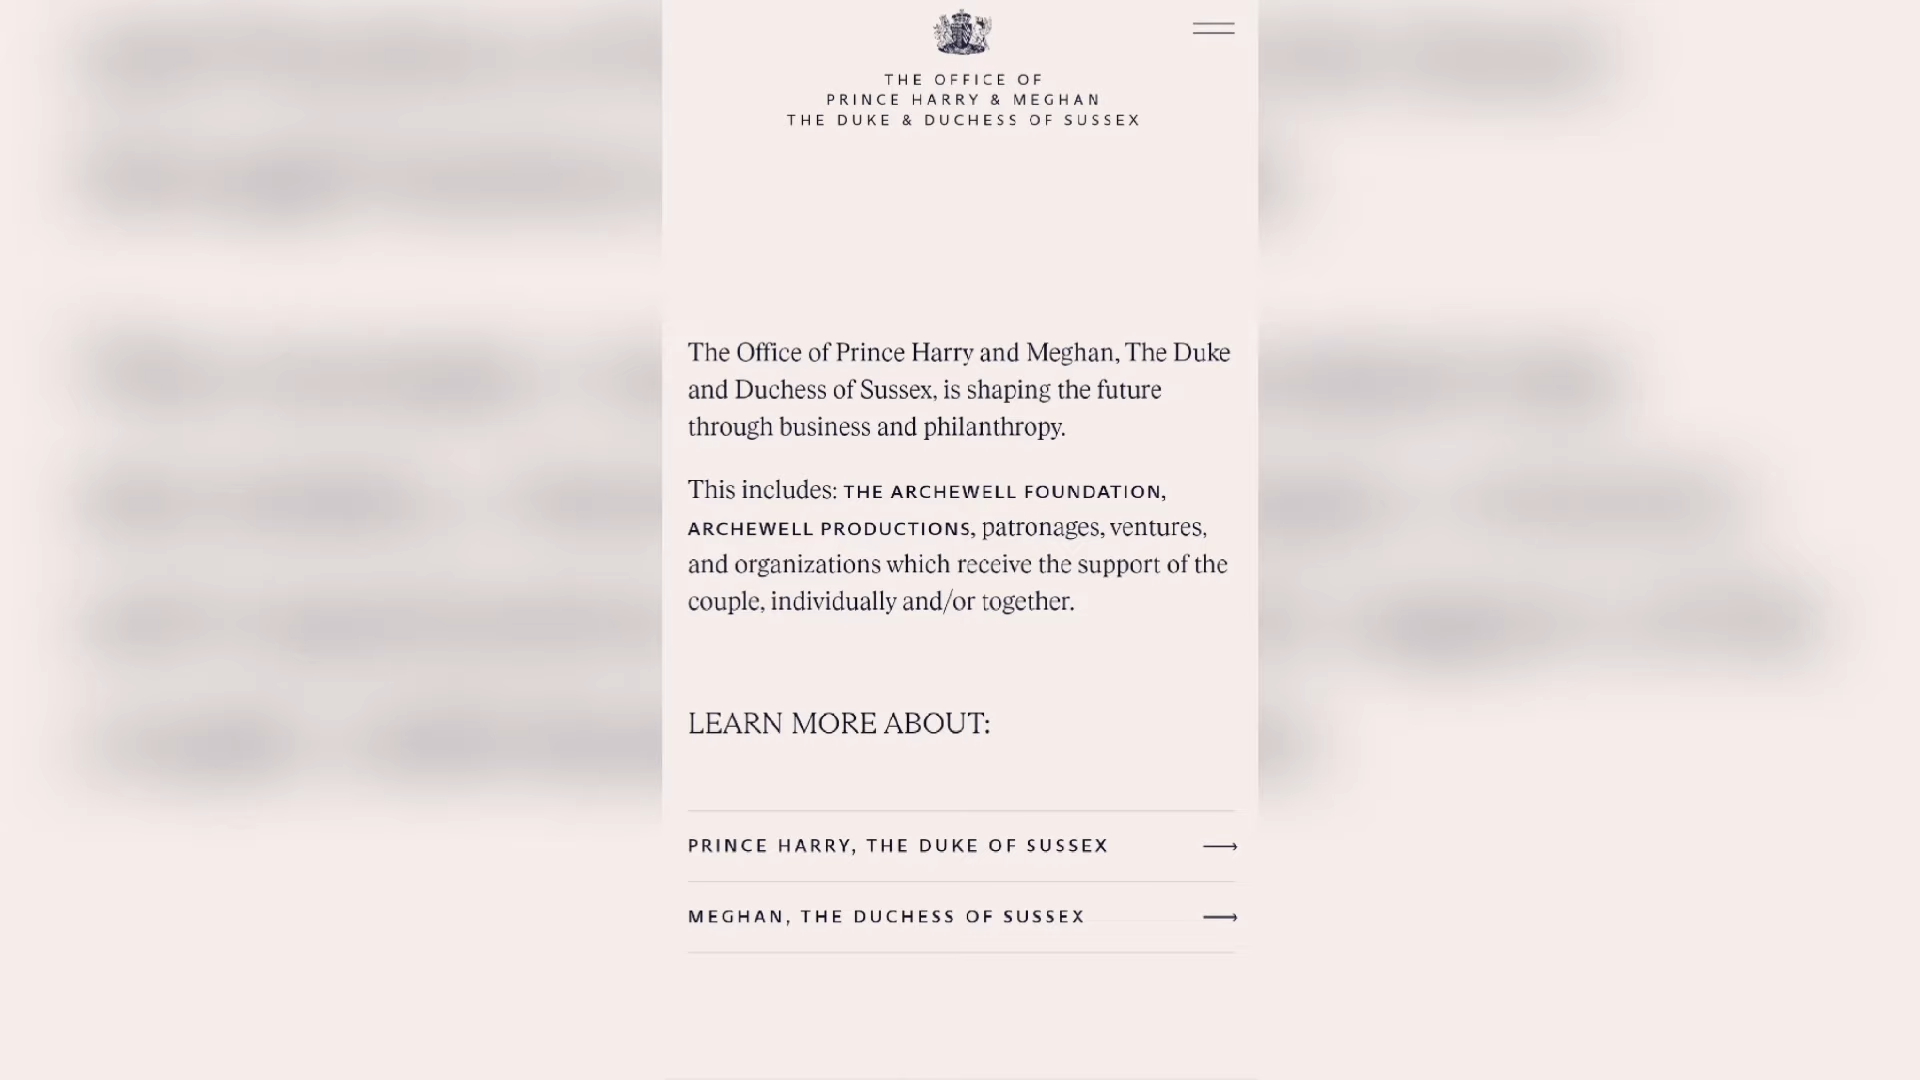 THE OFFICE OF
PRINCE HARRY & MEGHAN
THE DUKE & DUCHESS OF SUSSEX
The Office of Prince Harry and Meghan, The Duke
and Duchess of Sussex, is shaping the future
through business and philanthropy.
This includes: THE ARCHEWELL FOUNDATION,
ARCHEWELL PRODUCTIONS, patronages, ventures,
and organizations which receive the support of the
couple, individually and/or together.
LEARN MORE ABOUT:
PRINCE HARRY, THE DUKE OF SUSSEX
MEGHAN, THE DUCHESS OF SUSSEX